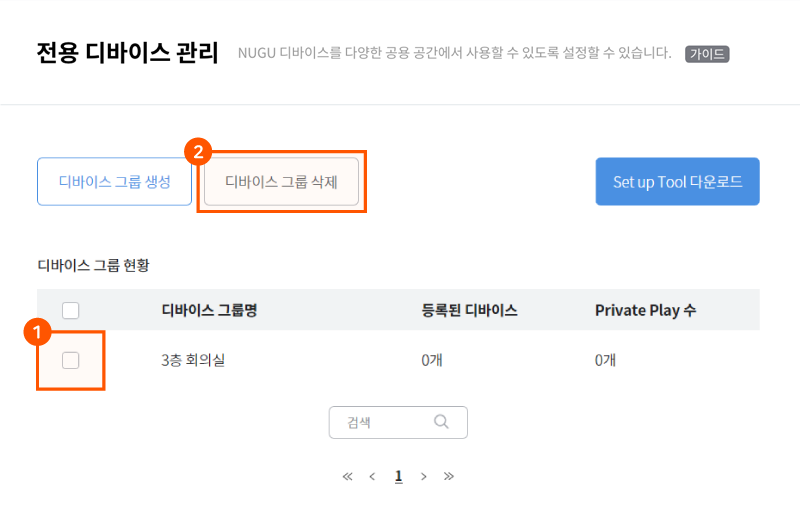 전용 디바이스 관리 NUGU 디바이스를 다양한 공용 공간에서 사용할 수 있도록 설정할 수 있습니다. 가이드
2
디바이스 그룹 생성 디바이스 그룹 삭제 Set up Tool 다운로드
디바이스 그룹 현황
디바이스 그룹명 등록된 디바이스 Private Play 수
1
3층 회의실 0개 0개
검색
« ‹ 1 › »